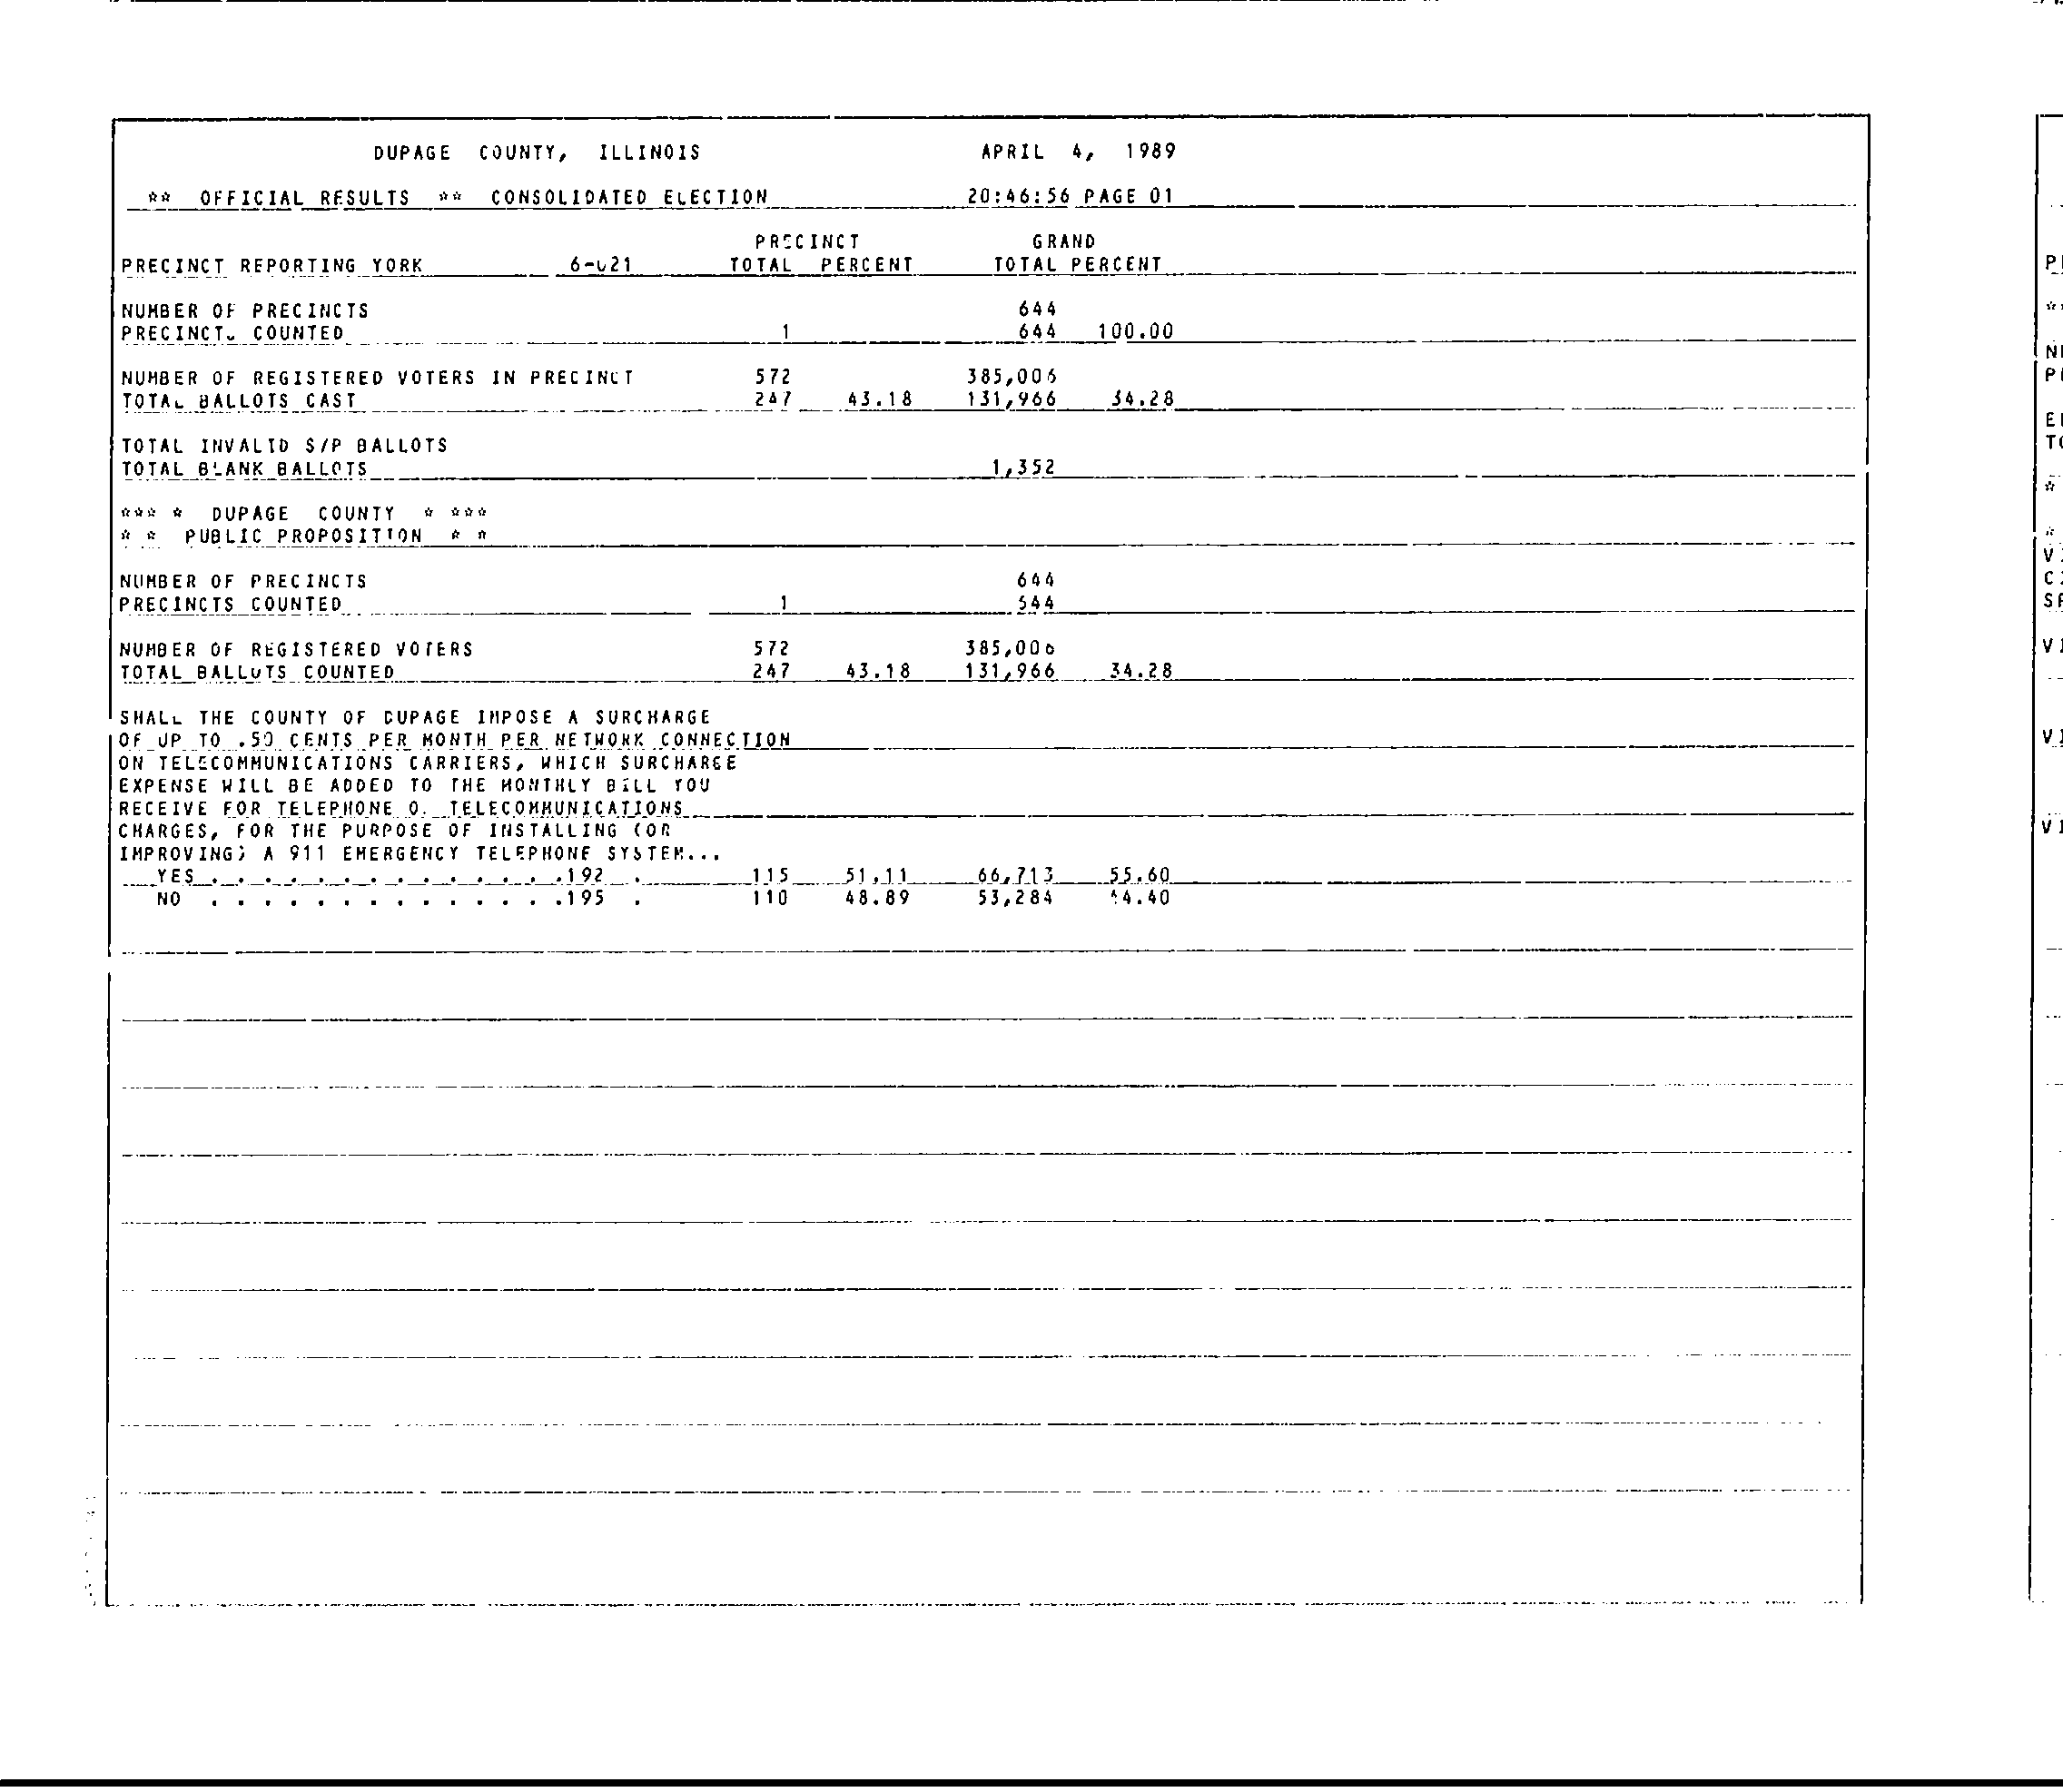 DUPAGE COUNTY, ILLINOIS APRIL 4, 1989
** OFFICIAL RESULTS ** CONSOLIDATED ELECTION 20:46:56 PAGE 01
PRECINCT GRAND
PRECINCT REPORTING YORK 6-021 TOTAL PERCENT TOTAL PERCENT
NUMBER OF PRECINCTS 644
PRECINCTS COUNTED 1 644 100.00
NUMBER OF REGISTERED VOTERS IN PRECINCT 572 385,006
TOTAL BALLOTS CAST 247 43.18 131,966 34.28
TOTAL INVALID S/P BALLOTS
TOTAL BLANK BALLOTS 1,352
*** * DUPAGE COUNTY * ***
* * PUBLIC PROPOSITION * *
NUMBER OF PRECINCTS 644
PRECINCTS COUNTED 1 644
NUMBER OF REGISTERED VOTERS 572 385,006
TOTAL BALLOTS COUNTED 247 43.18 131,966 34.28
SHALL THE COUNTY OF DUPAGE IMPOSE A SURCHARGE
OF UP TO .50 CENTS PER MONTH PER NETWORK CONNECTION
ON TELECOMMUNICATIONS CARRIERS, WHICH SURCHARGE
EXPENSE WILL BE ADDED TO THE MONTHLY BILL YOU
RECEIVE FOR TELEPHONE OR TELECOMMUNICATIONS
CHARGES, FOR THE PURPOSE OF INSTALLING (OR
IMPROVING) A 911 EMERGENCY TELEPHONE SYSTEM...
YES . . . . . . . . . . . . . .192 . 115 51.11 66,713 55.60
NO . . . . . . . . . . . . . .195 . 110 48.89 53,284 44.40